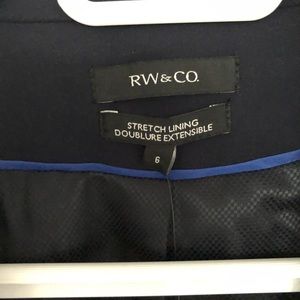 RW&CO.
STRETCH LINING
DOUBLURE EXTENSIBLE
6